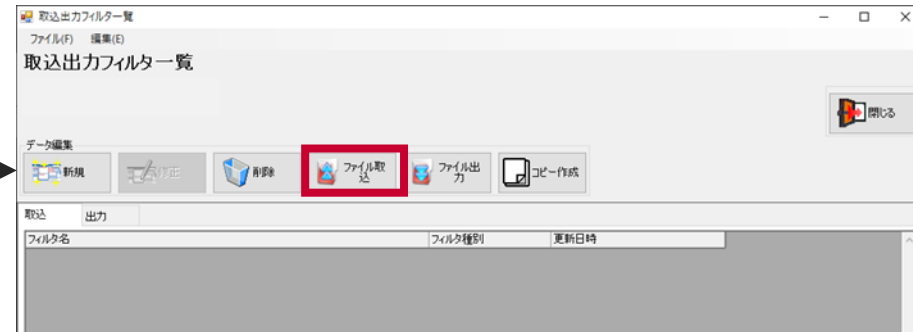 取込出力フィルター覧
ファイル(F) 編集(E)
取込出力フィルター覧
閉じる
データ編集
新規
修正
削除
ファイル取
込
ファイル出
力
コピー作成
取込 出力
フィルタ名 フィルタ種別 更新日時